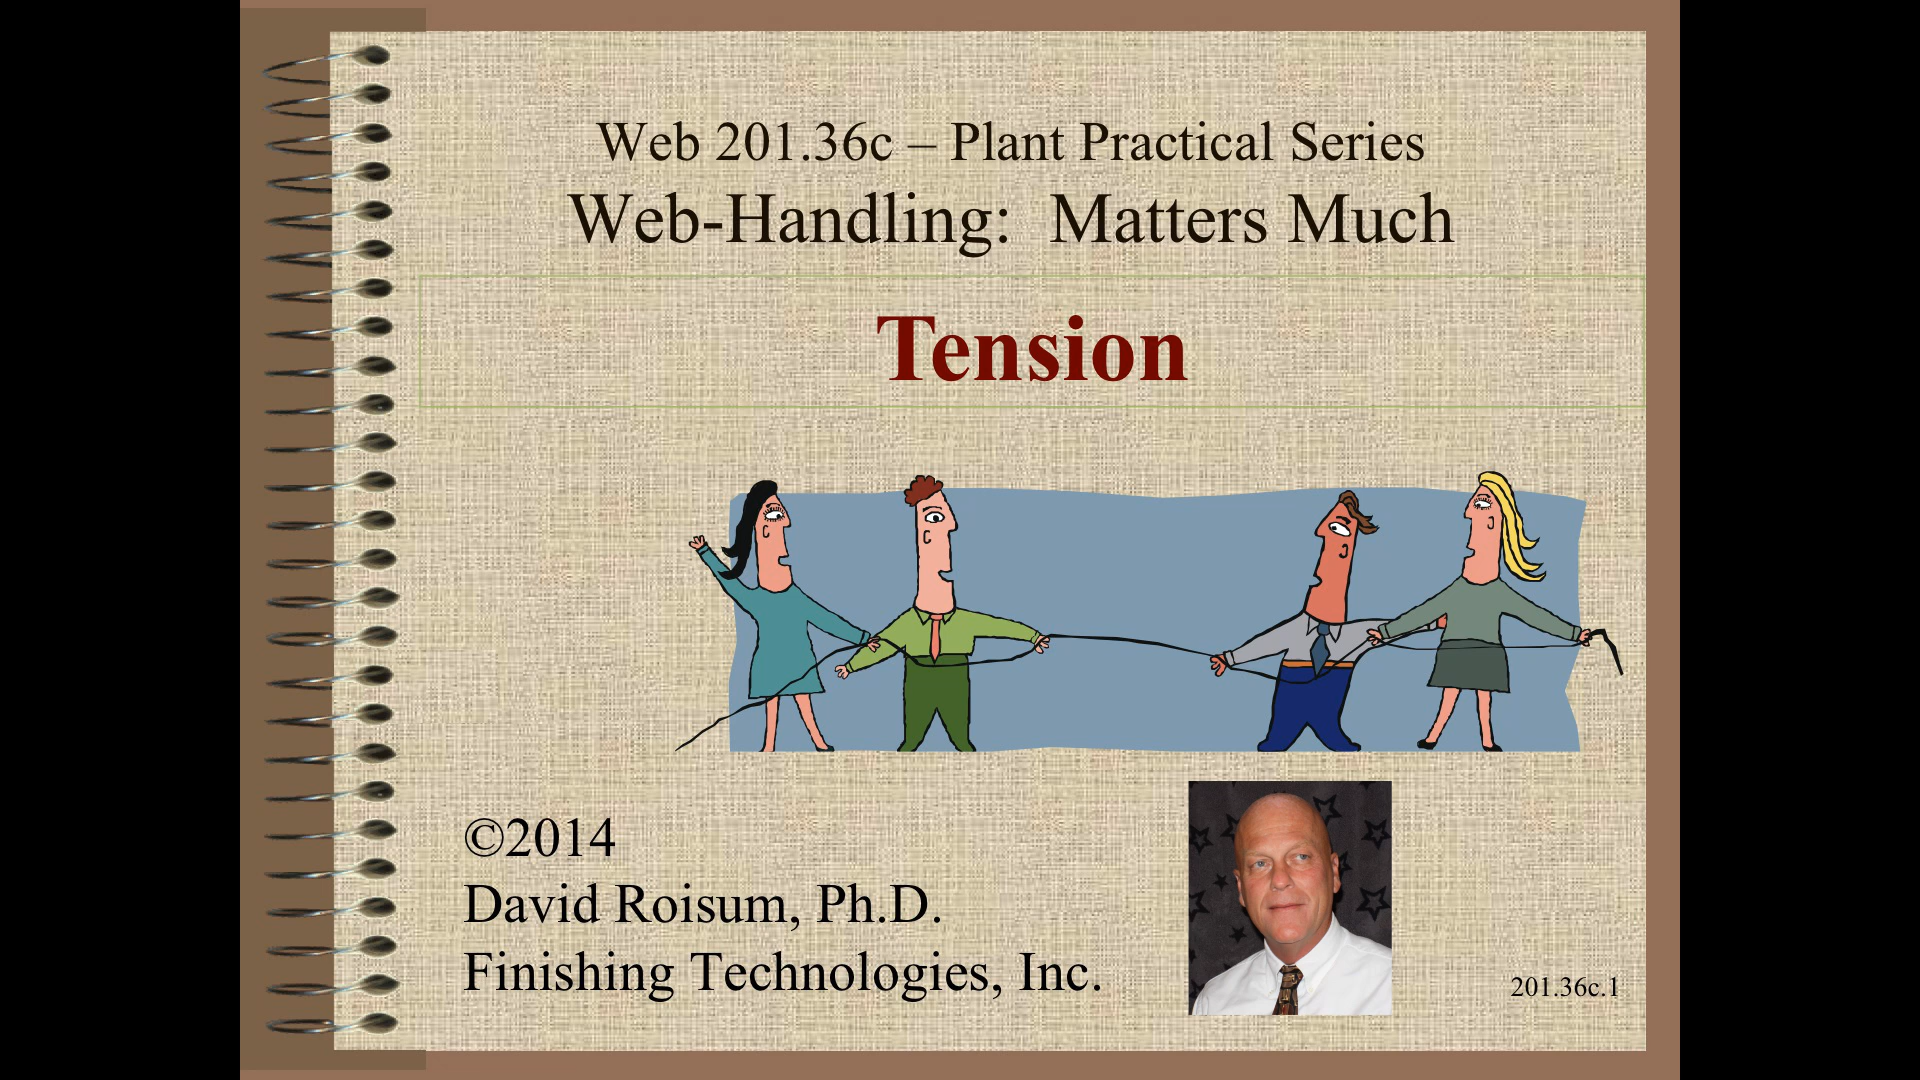 Web 201.36c – Plant Practical Series
Web-Handling:  Matters Much
Tension
©2014
David Roisum, Ph.D.
Finishing Technologies, Inc.
201.36c.1